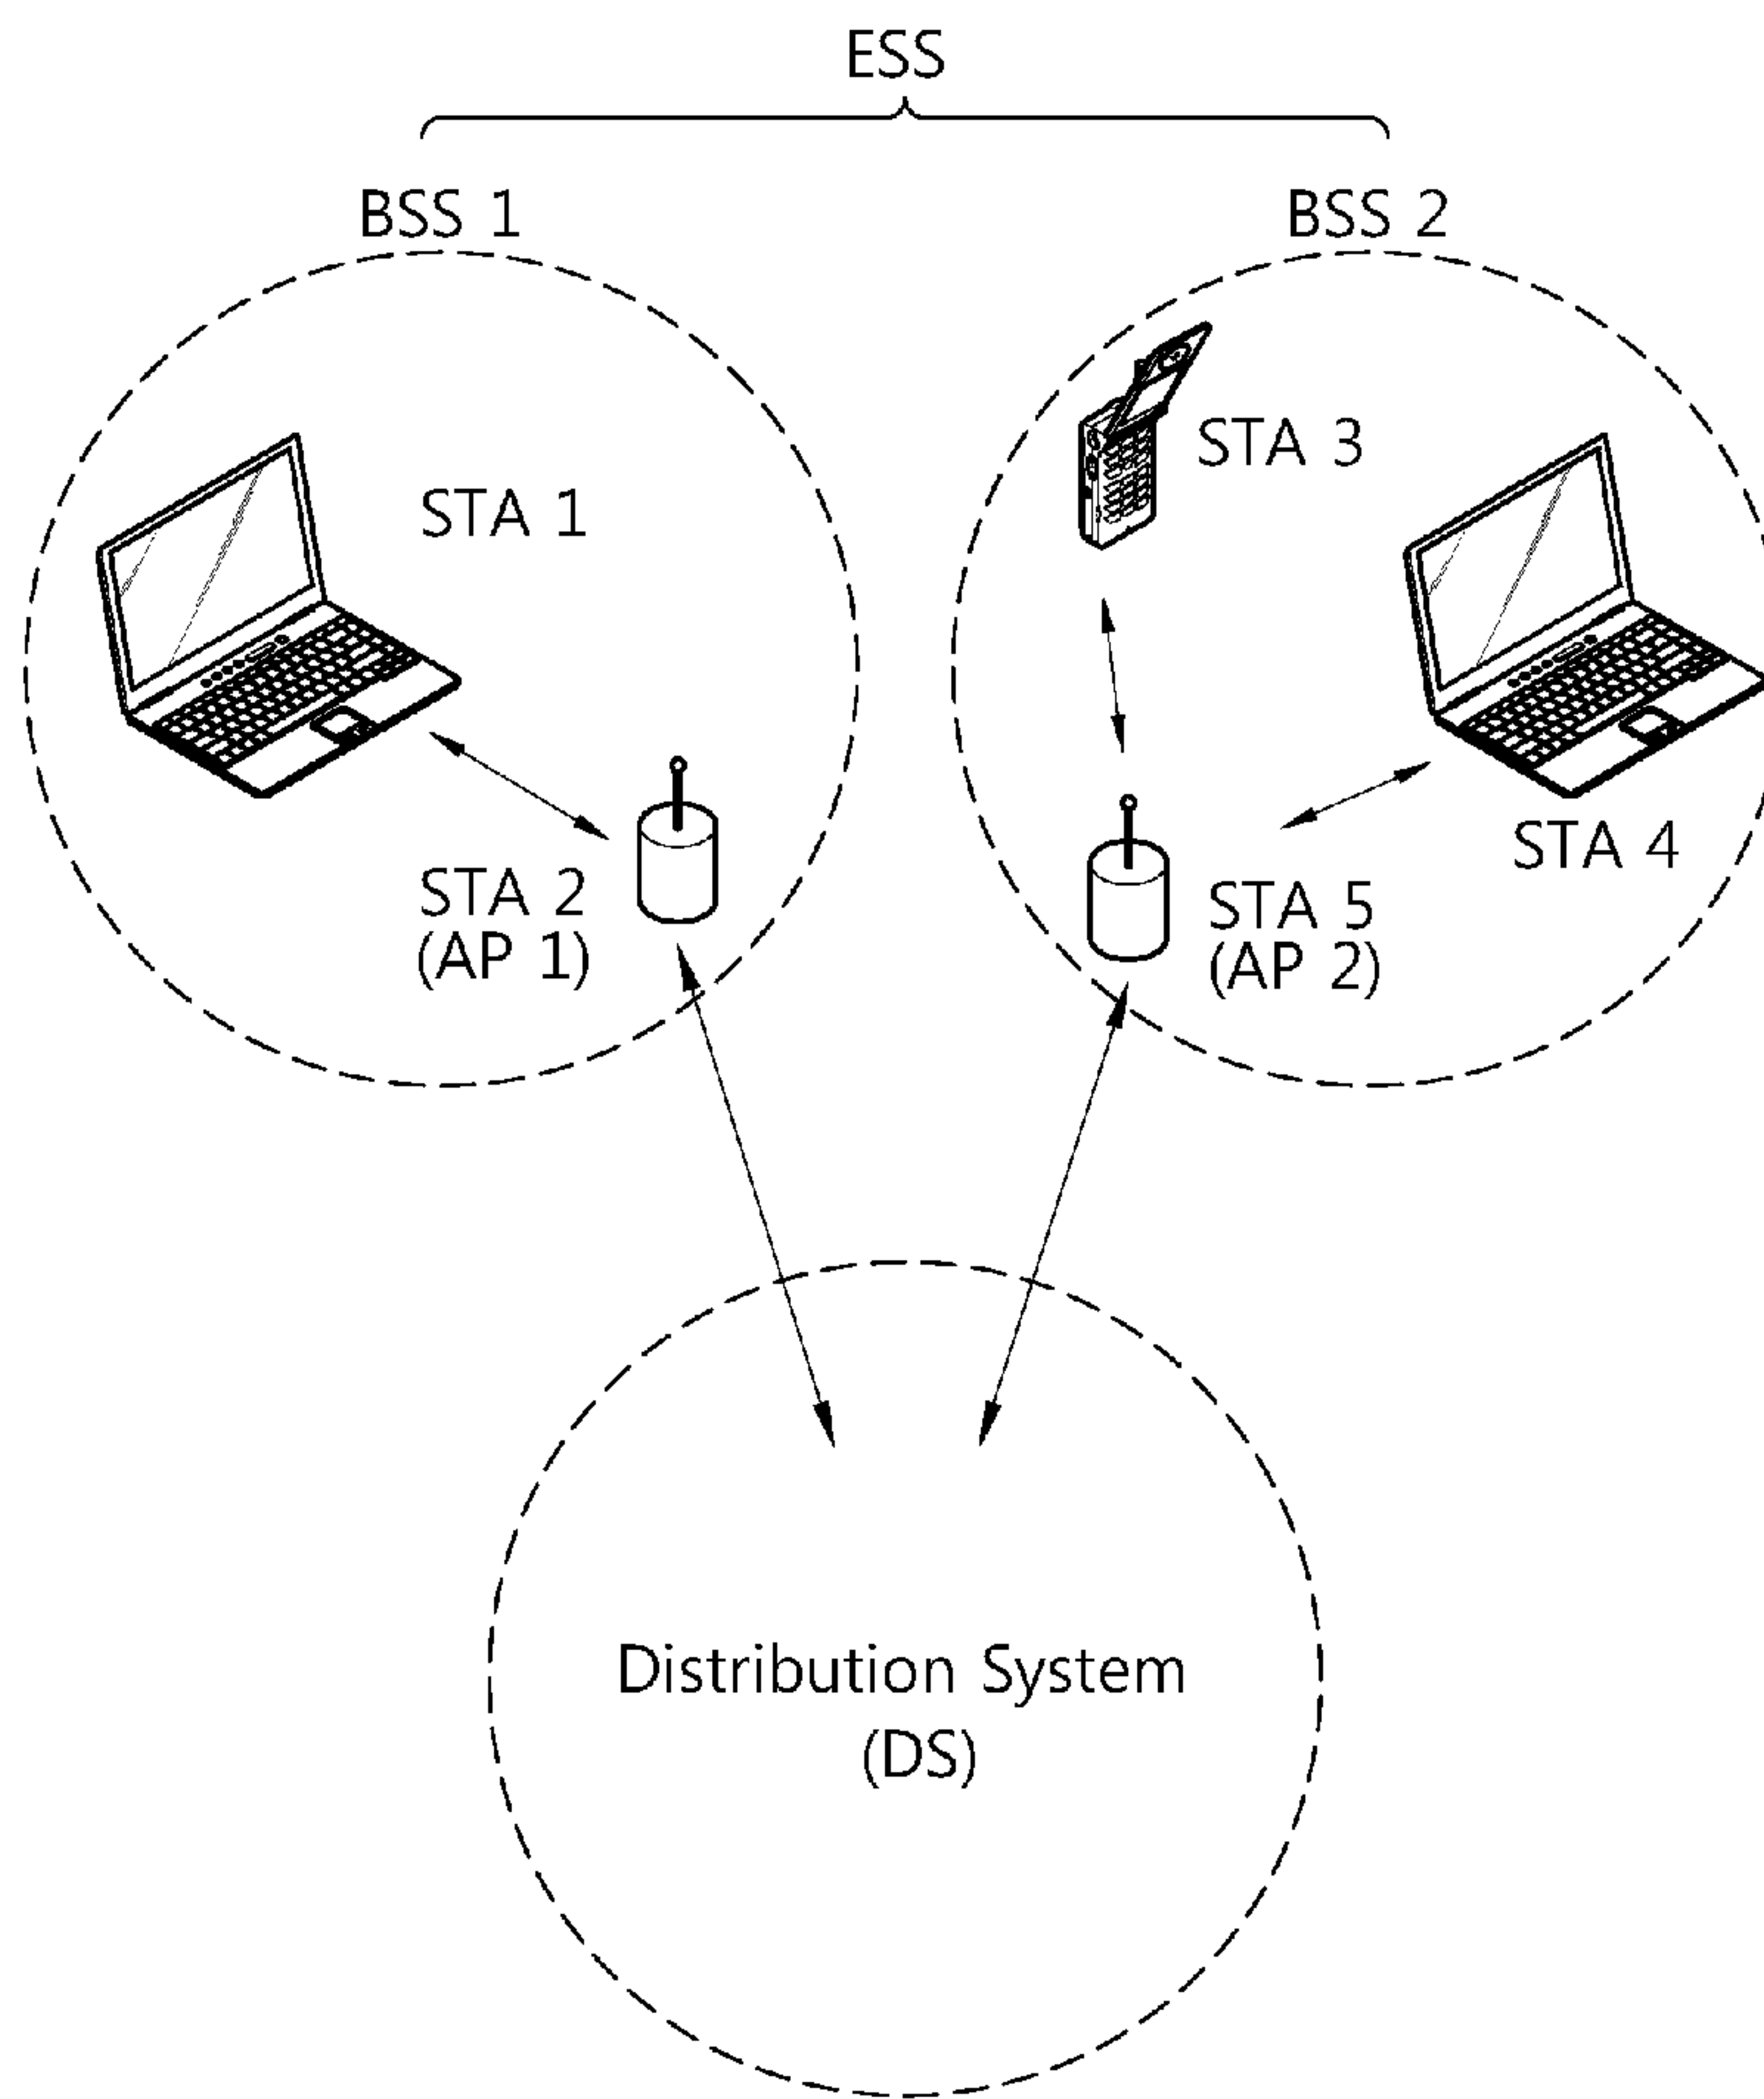 ESS
BSS 1
BSS 2
STA 1
STA 3
STA 4
STA 2
(AP 1)
STA 5
(AP 2)
Distribution System
(DS)